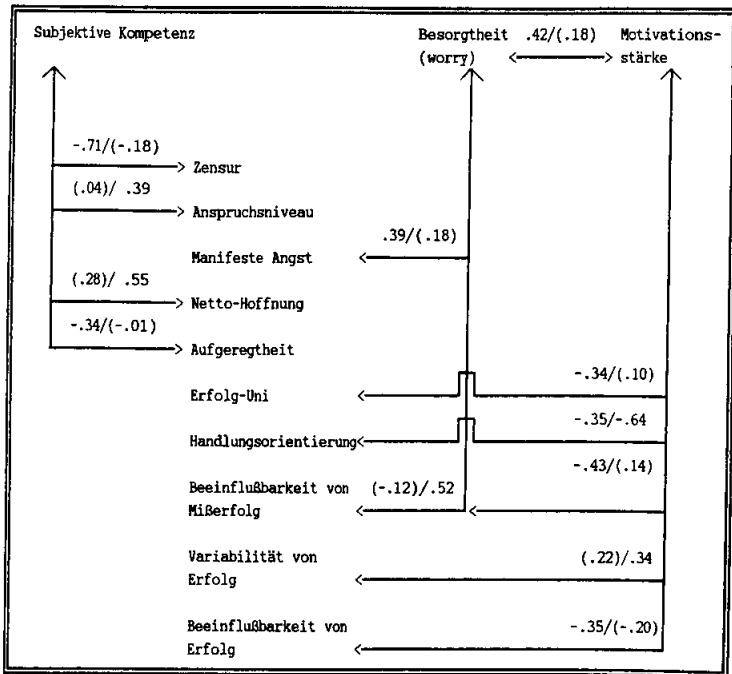 Subjektive Kompetenz Besorgtheit .42/(.18) Motivations-
(worry) stärke
-.71/(-.18)
Zensur
(.04)/ .39
Anspruchsniveau
.39/(.18)
Manifeste Angst
(.28)/ .55
Netto-Hoffnung
-.34/(-.01)
Aufgeregtheit
-.34/(.10)
Erfolg-Uni
-.35/-.64
Handlungsorientierung
-.43/(.14)
Beeinflußbarkeit von (-.12)/.52
Mißerfolg
Variabilität von (.22)/.34
Erfolg
Beeinflußbarkeit von -.35/(-.20)
Erfolg